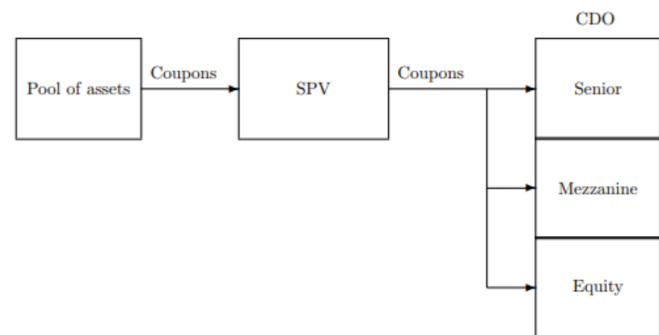 CDO
Pool of assets
Coupons
SPV
Coupons
Senior
Mezzanine
Equity